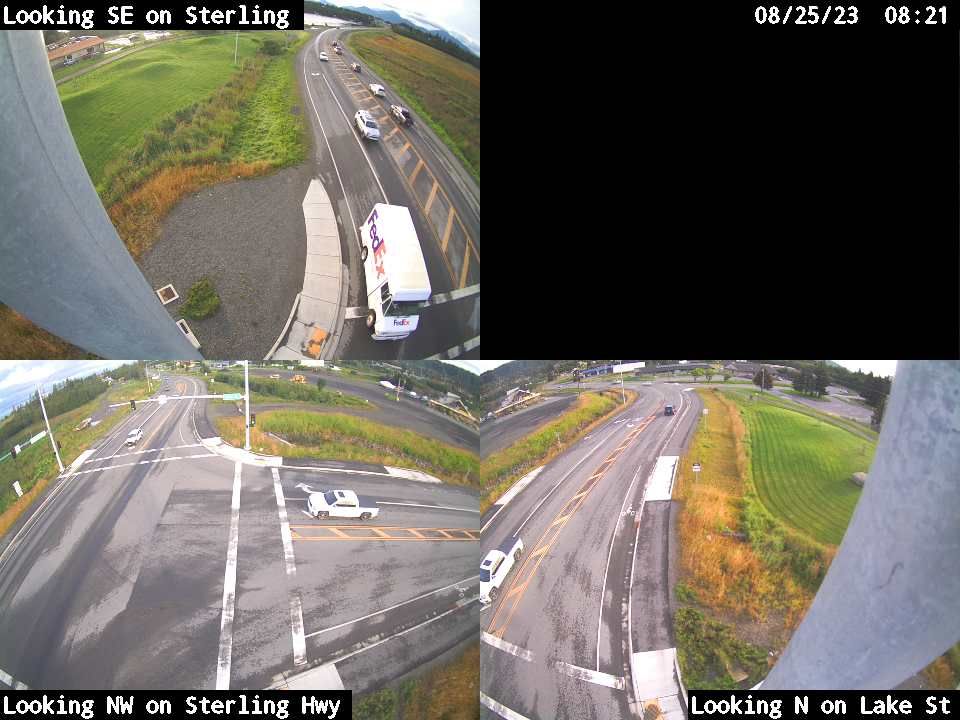 Looking SE on Sterling
08/25/23 08:21
FedEx
FedEx
Looking NW on Sterling Hwy
Looking N on Lake St